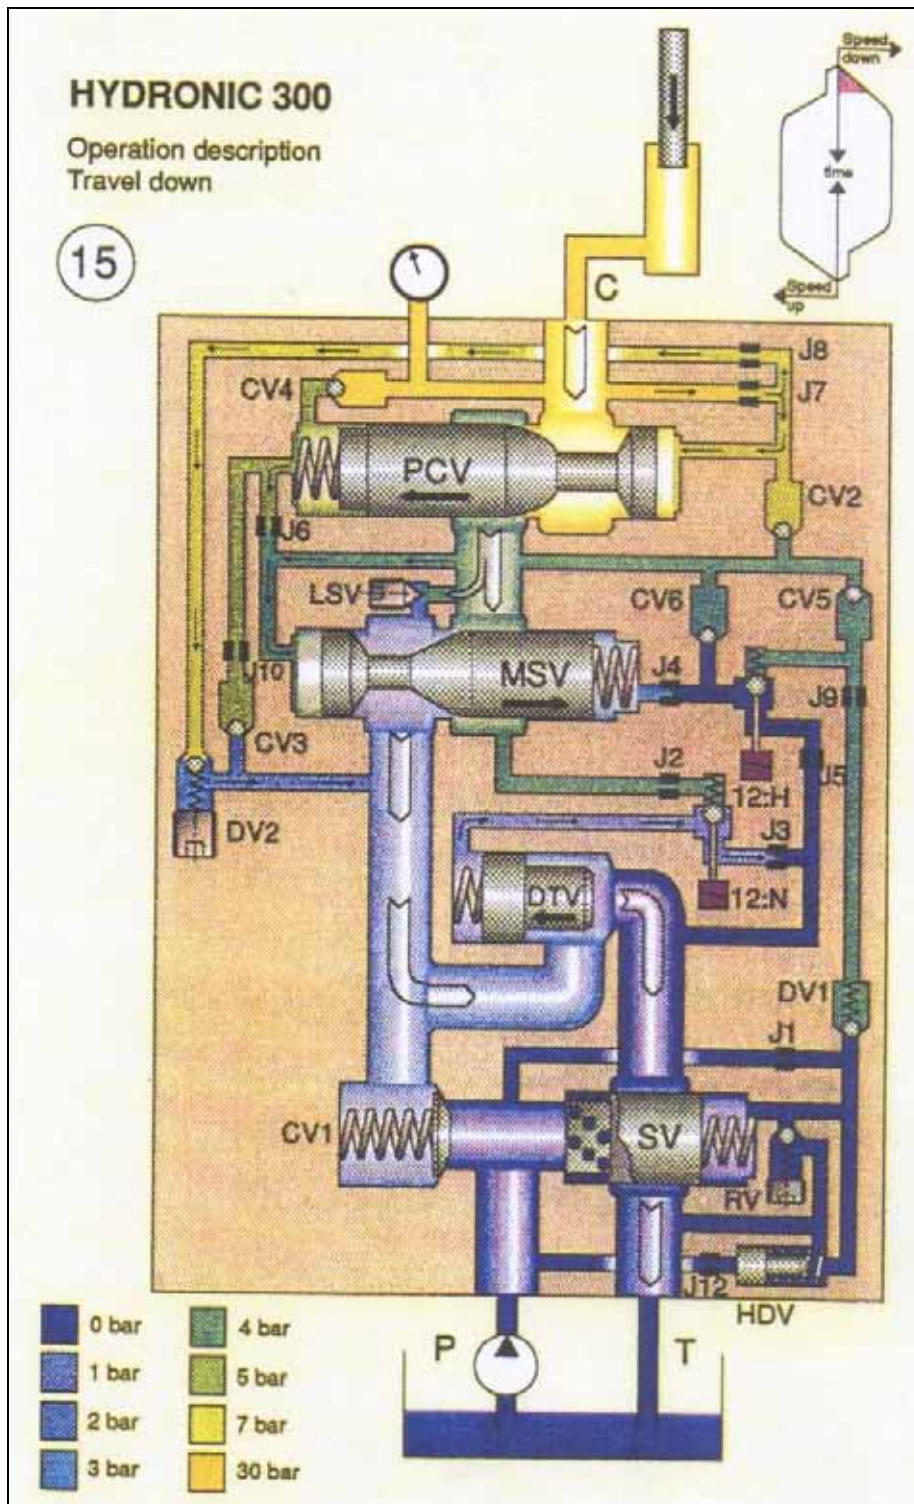 HYDRONIC 300
Operation description
Travel down
15
Speed down
time
Speed up
C
J8
J7
CV4
PCV
CV2
J6
LSV
CV6
CV5
MSV
J4
J9
J10
CV3
J2
12:H
J5
DV2
J3
DTV
12:N
DV1
J1
CV1
SV
RV
J12
HDV
P
T
0 bar
4 bar
1 bar
5 bar
2 bar
7 bar
3 bar
30 bar